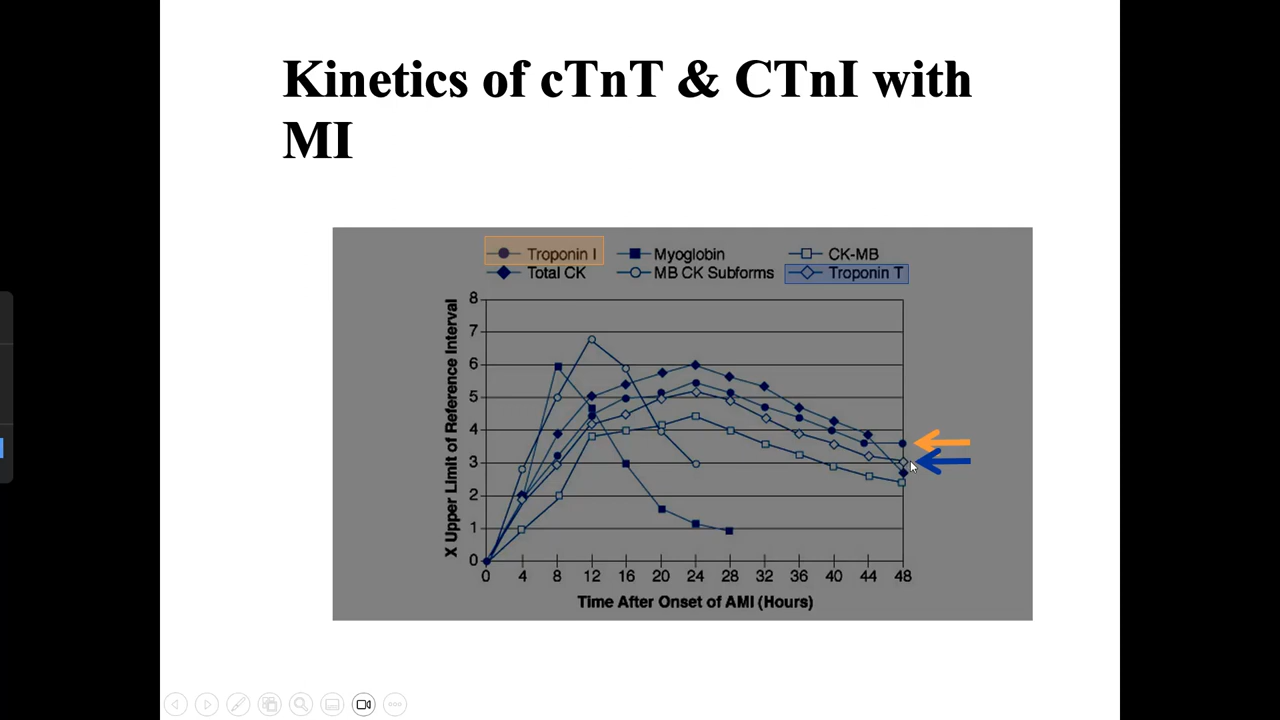 Kinetics of cTnT & CTnI with
MI
Troponin I Myoglobin CK-MB
Total CK MB CK Subforms Troponin T
X Upper Limit of Reference Interval
8
7
6
5
4
3
2
1
0
0 4 8 12 16 20 24 28 32 36 40 44 48
Time After Onset of AMI (Hours)